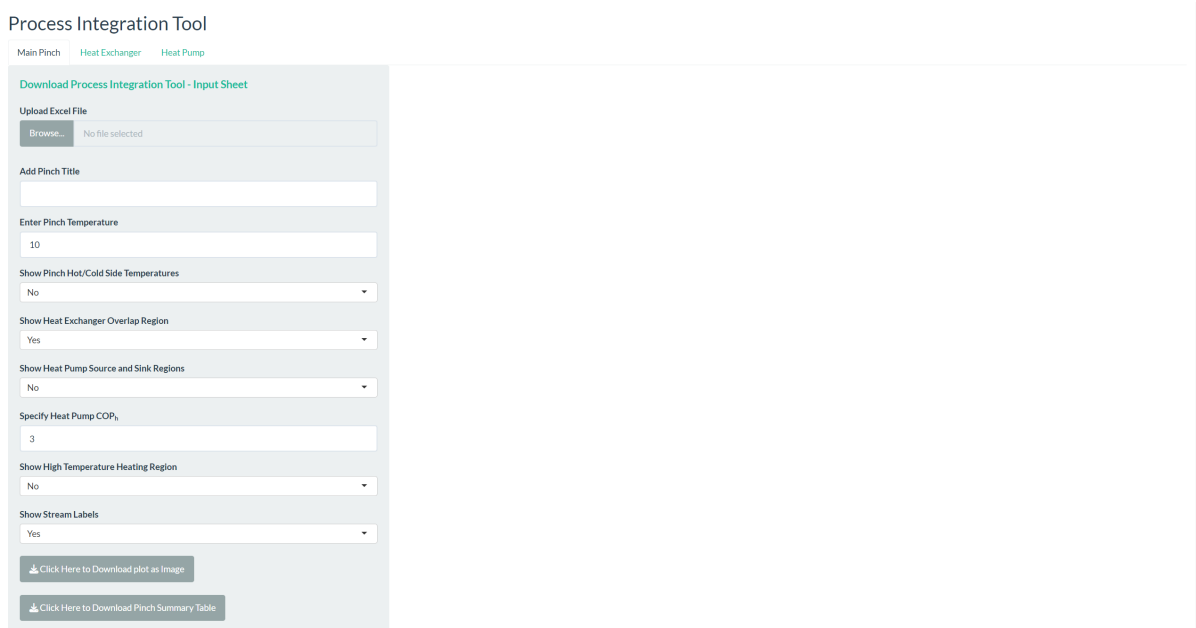 Process Integration Tool
Main Pinch Heat Exchanger Heat Pump
Download Process Integration Tool - Input Sheet
Upload Excel File
Browse... No file selected
Add Pinch Title
Enter Pinch Temperature
10
Show Pinch Hot/Cold Side Temperatures
No
Show Heat Exchanger Overlap Region
Yes
Show Heat Pump Source and Sink Regions
No
Specify Heat Pump COPh
3
Show High Temperature Heating Region
No
Show Stream Labels
Yes
Click Here to Download plot as Image
Click Here to Download Pinch Summary Table